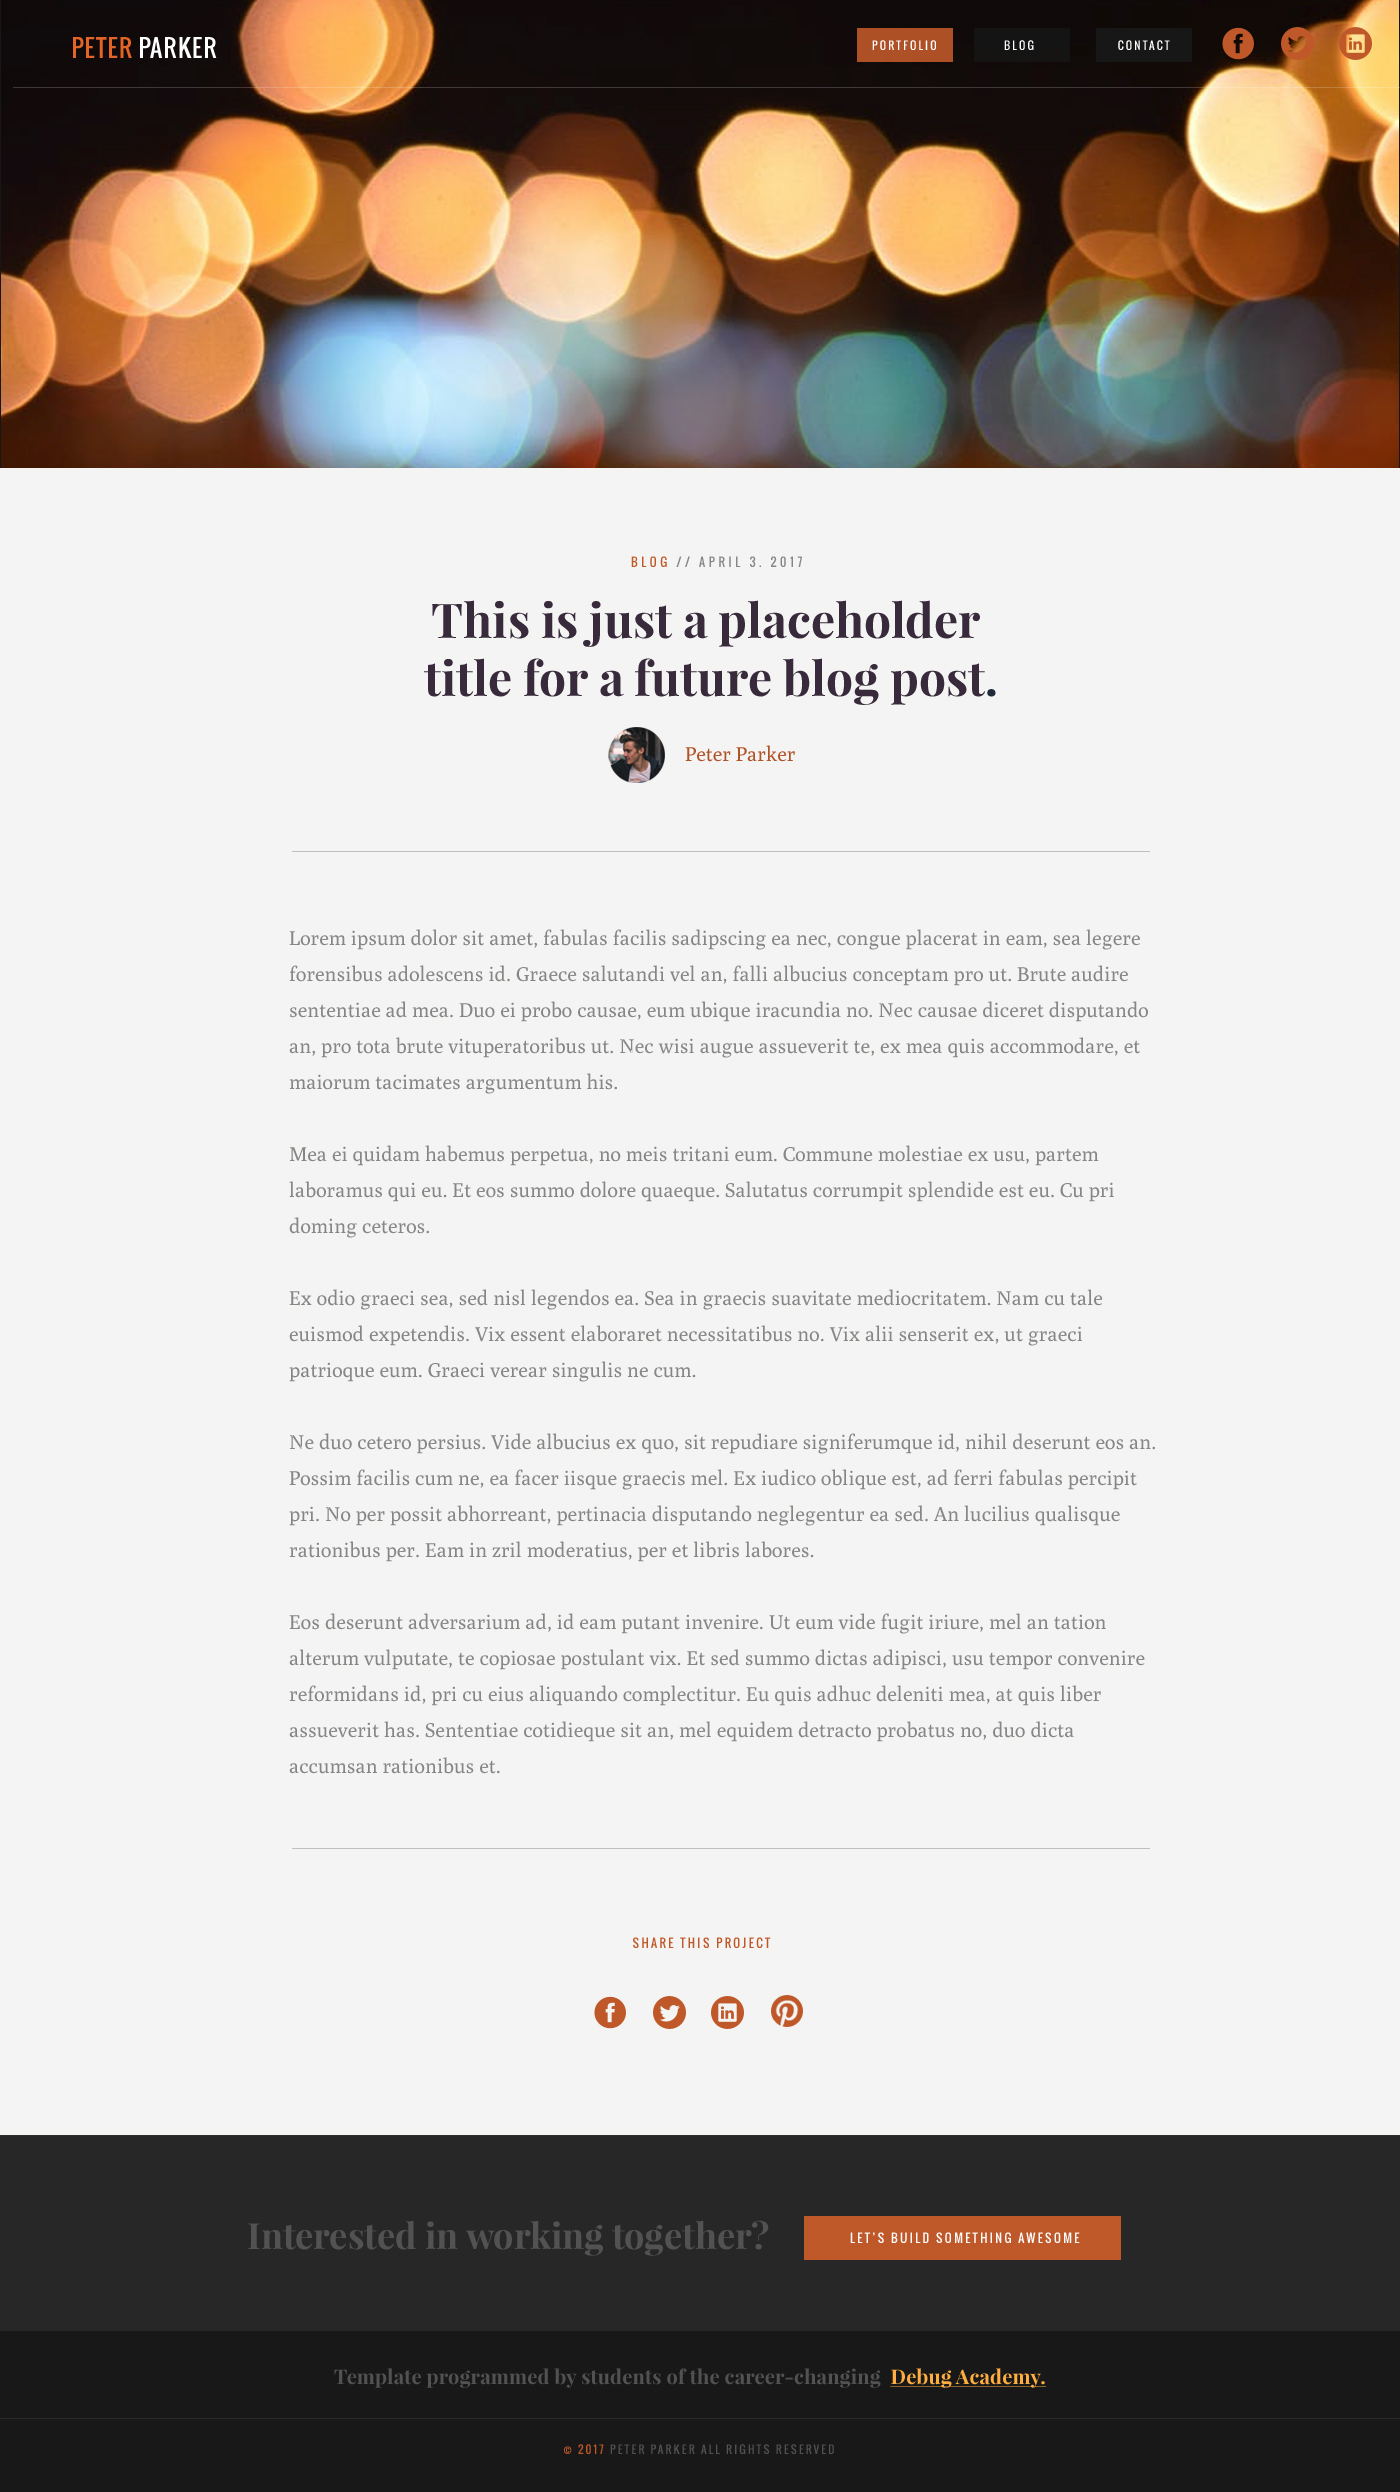 PETER PARKER
PORTFOLIO
BLOG
CONTACT
BLOG // APRIL 3. 2017
This is just a placeholder
title for a future blog post.
Peter Parker
Lorem ipsum dolor sit amet, fabulas facilis sadipscing ea nec, congue placerat in eam, sea legere
forensibus adolescens id. Graece salutandi vel an, falli albucius conceptam pro ut. Brute audire
sententiae ad mea. Duo ei probo causae, eum ubique iracundia no. Nec causae diceret disputando
an, pro tota brute vituperatoribus ut. Nec wisi augue assueverit te, ex mea quis accommodare, et
maiorum tacimates argumentum his.
Mea ei quidam habemus perpetua, no meis tritani eum. Commune molestiae ex usu, partem
laboramus qui eu. Et eos summo dolore quaeque. Salutatus corrumpit splendide est eu. Cu pri
doming ceteros.
Ex odio graeci sea, sed nisl legendos ea. Sea in graecis suavitate mediocritatem. Nam cu tale
euismod expetendis. Vix essent elaboraret necessitatibus no. Vix alii senserit ex, ut graeci
patrioque eum. Graeci verear singulis ne cum.
Ne duo cetero persius. Vide albucius ex quo, sit repudiare signiferumque id, nihil deserunt eos an.
Possim facilis cum ne, ea facer iisque graecis mel. Ex iudico oblique est, ad ferri fabulas percipit
pri. No per possit abhorreant, pertinacia disputando neglegentur ea sed. An lucilius qualisque
rationibus per. Eam in zril moderatius, per et libris labores.
Eos deserunt adversarium ad, id eam putant invenire. Ut eum vide fugit iriure, mel an tation
alterum vulputate, te copiosae postulant vix. Et sed summo dictas adipisci, usu tempor convenire
reformidans id, pri cu eius aliquando complectitur. Eu quis adhuc deleniti mea, at quis liber
assueverit has. Sententiae cotidieque sit an, mel equidem detracto probatus no, duo dicta
accumsan rationibus et.
SHARE THIS PROJECT
Interested in working together?
LET'S BUILD SOMETHING AWESOME
Template programmed by students of the career-changing Debug Academy.
© 2017 PETER PARKER ALL RIGHTS RESERVED